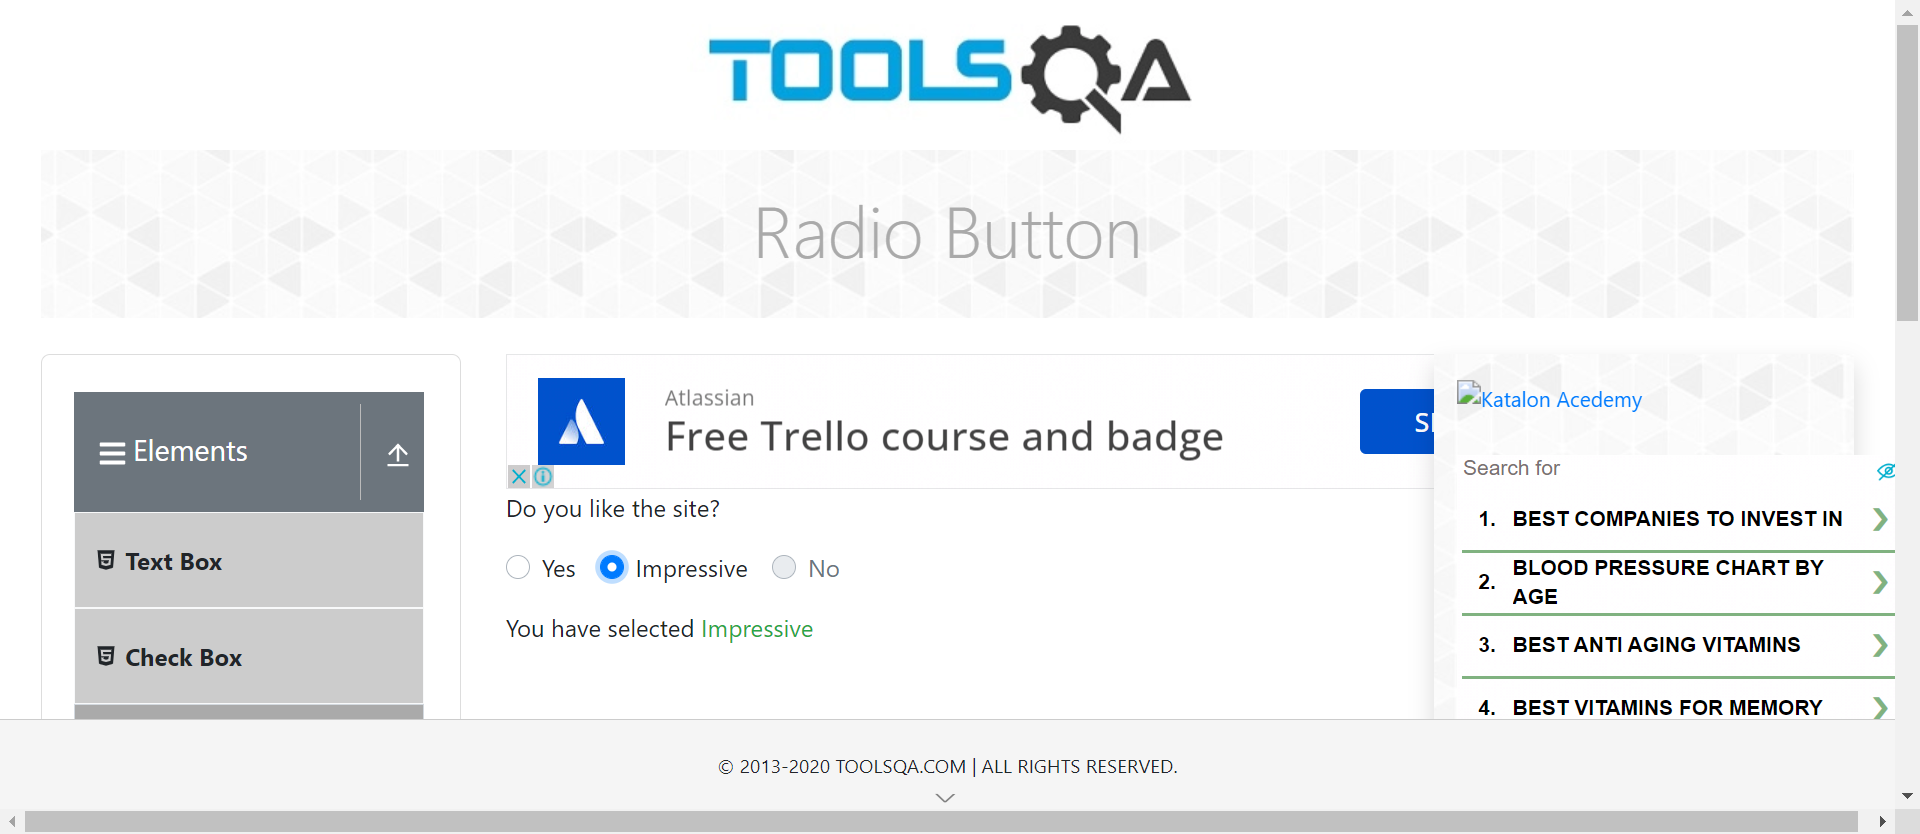 TOOLSQA
Radio Button
Elements
Text Box
Check Box
Atlassian
Free Trello course and badge
Do you like the site?
Yes
Impressive
No
You have selected Impressive
Katalon Acedemy
Search for
1. BEST COMPANIES TO INVEST IN
2. BLOOD PRESSURE CHART BY
AGE
3. BEST ANTI AGING VITAMINS
4. BEST VITAMINS FOR MEMORY
© 2013-2020 TOOLSQA.COM | ALL RIGHTS RESERVED.